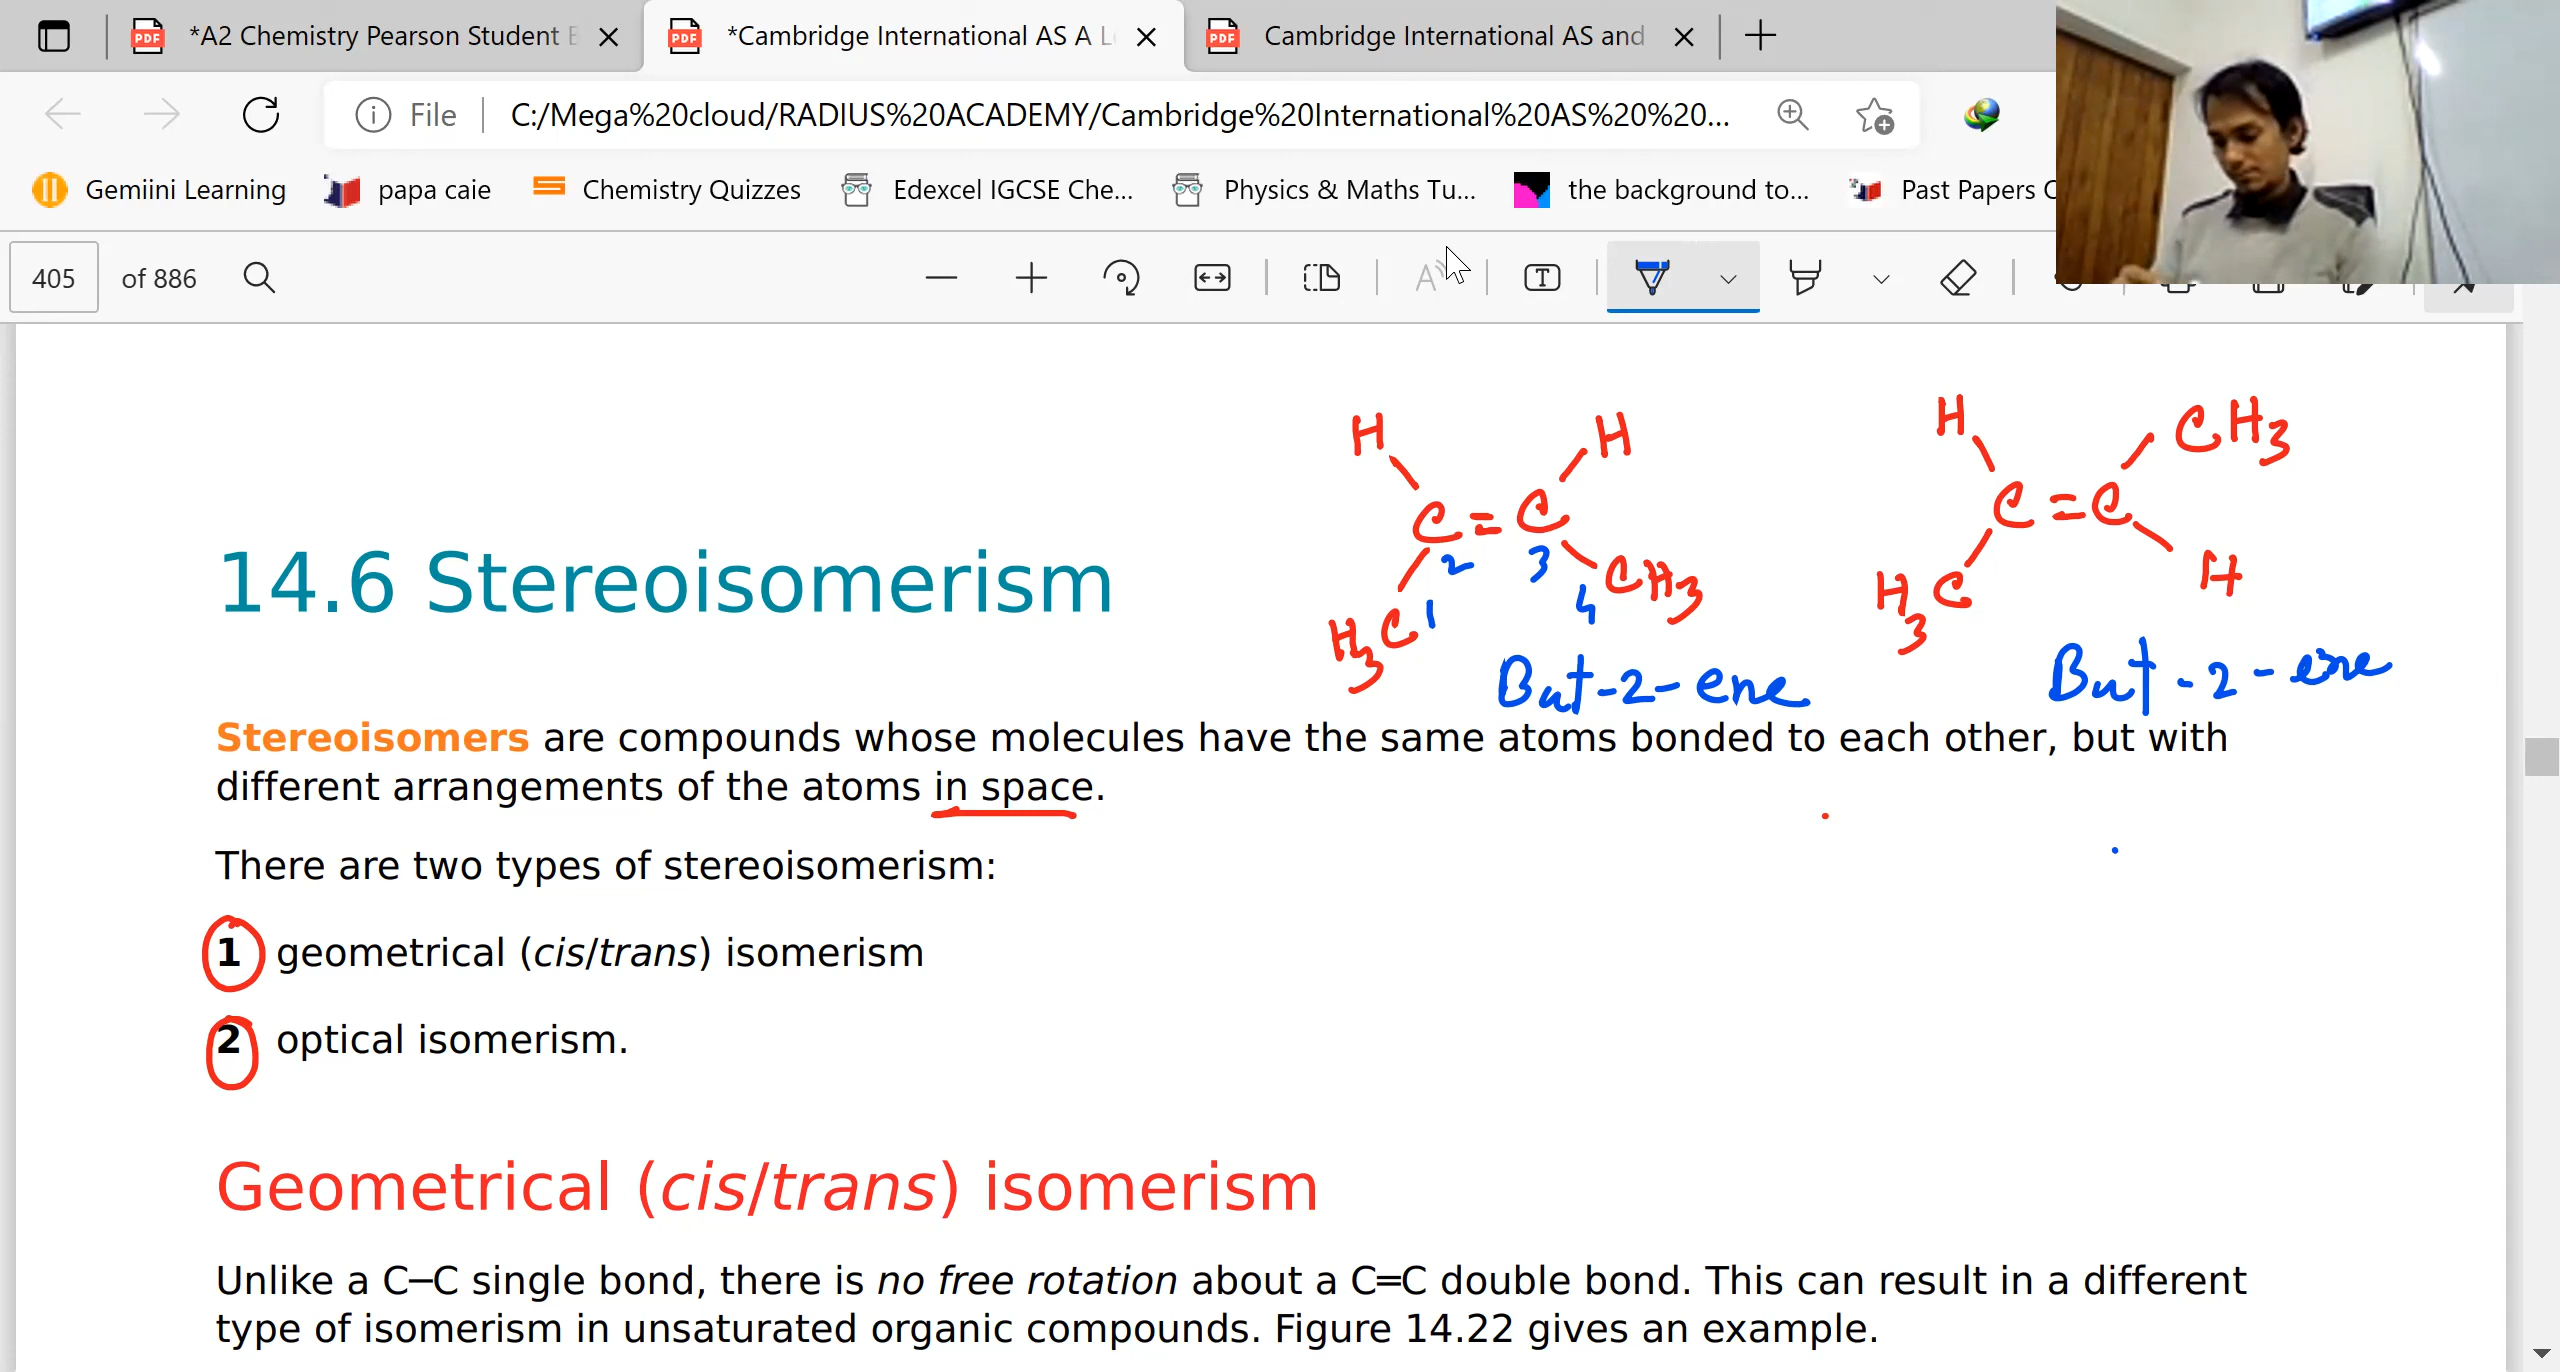 *A2 Chemistry Pearson Student
*Cambridge International AS A L
Cambridge International AS and
File
C:/Mega%20cloud/RADIUS%20ACADEMY/Cambridge%20International%20AS%20%20...
Gemiini Learning
papa caie
Chemistry Quizzes
Edexcel IGCSE Che...
Physics & Maths Tu...
the background to...
Past Papers
405 of 886
H H
C = C
2 3
H3C 1
4 CH3
But-2-ene
H CH3
C = C
H3C H
But-2-ene
14.6 Stereoisomerism
Stereoisomers are compounds whose molecules have the same atoms bonded to each other, but with
different arrangements of the atoms in space.
There are two types of stereoisomerism:
1 geometrical (cis/trans) isomerism
2 optical isomerism.
Geometrical (cis/trans) isomerism
Unlike a C─C single bond, there is no free rotation about a C═C double bond. This can result in a different
type of isomerism in unsaturated organic compounds. Figure 14.22 gives an example.